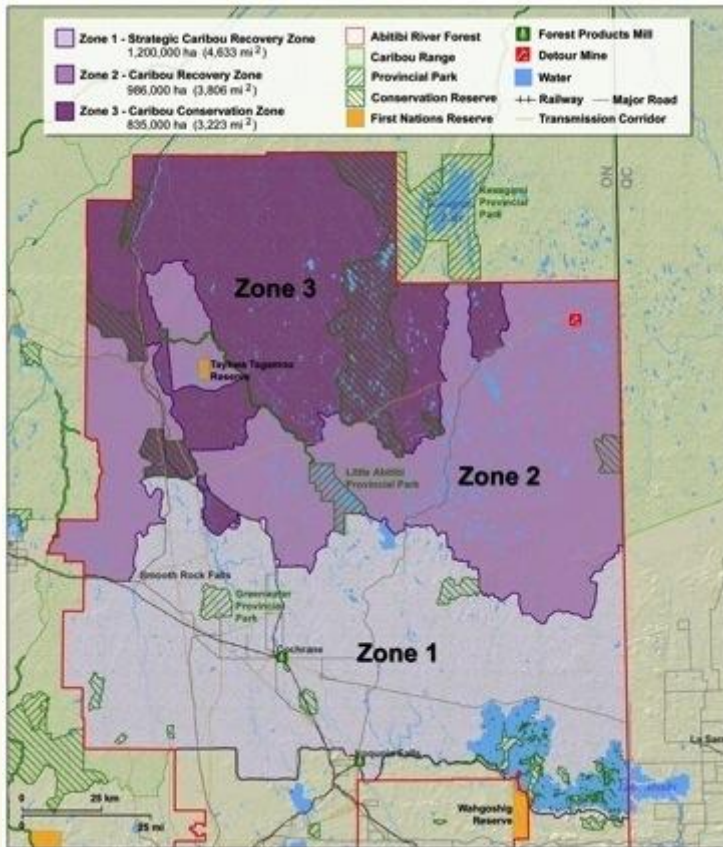 Zone 1 - Strategic Caribou Recovery Zone
1,200,000 ha (4,633 mi²)
Zone 2 - Caribou Recovery Zone
986,000 ha (3,806 mi²)
Zone 3 - Caribou Conservation Zone
835,000 ha (3,223 mi²)
Abitibi River Forest
Caribou Range
Provincial Park
Conservation Reserve
First Nations Reserve
Forest Products Mill
Detour Mine
Water
Railway
Major Road
Transmission Corridor
ON
QC
Kesagami
Provincial
Park
Zone 3
Reserve
Little Abitibi
Provincial Park
Zone 2
Smooth Rock Falls
Greenwater
Provincial
Park
Cochrane
Zone 1
La Sarre
0
25 km
25 mi
Wahgoshig
Reserve